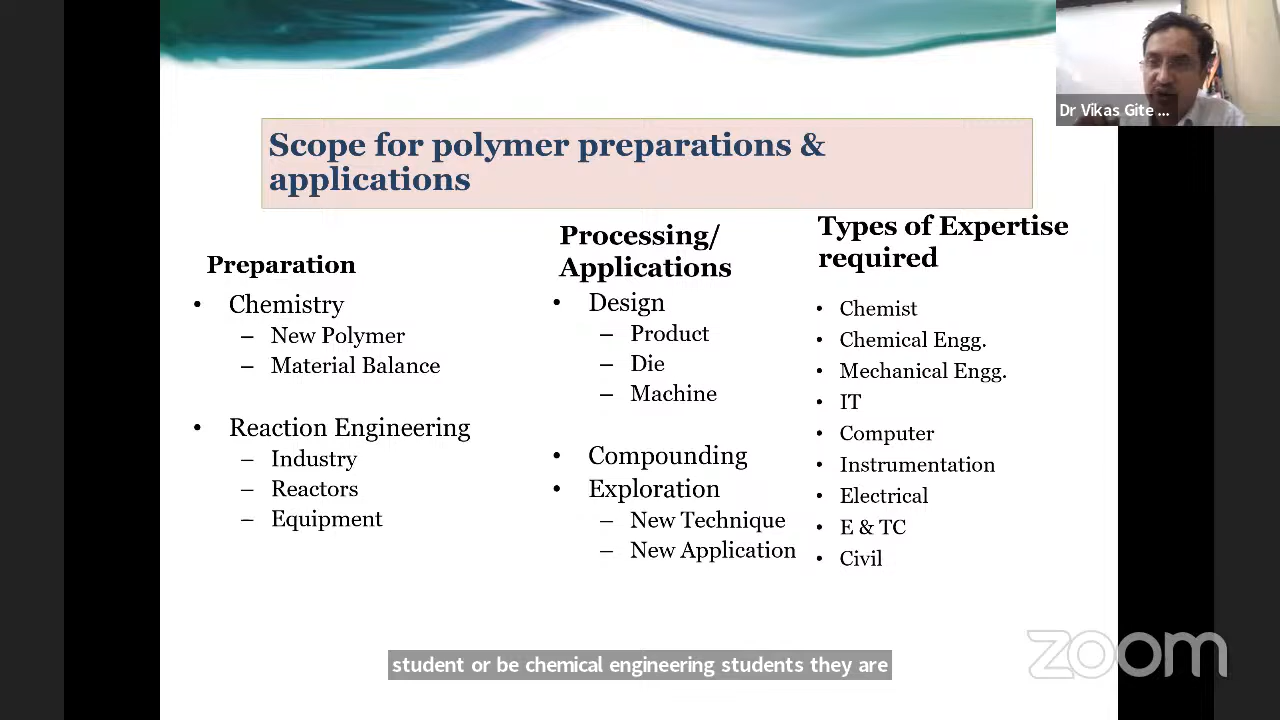 Dr Vikas Gite ...
Scope for polymer preparations &
applications
Preparation
• Chemistry
– New Polymer
– Material Balance
• Reaction Engineering
– Industry
– Reactors
– Equipment
Processing/
Applications
• Design
– Product
– Die
– Machine
• Compounding
• Exploration
– New Technique
– New Application
Types of Expertise
required
• Chemist
• Chemical Engg.
• Mechanical Engg.
• IT
• Computer
• Instrumentation
• Electrical
• E & TC
• Civil
student or be chemical engineering students they are
zoom